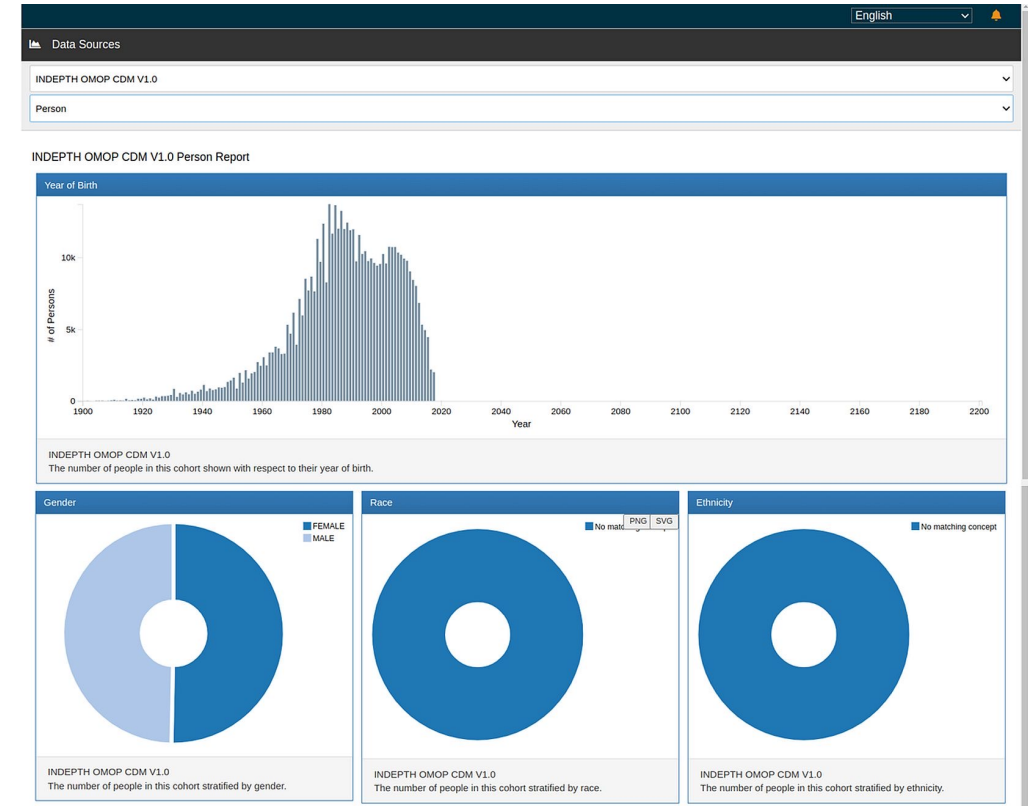 English
Data Sources
INDEPTH OMOP CDM V1.0
Person
INDEPTH OMOP CDM V1.0 Person Report
Year of Birth
10k
5k
0
# of Persons
1900 1920 1940 1960 1980 2000 2020 2040 2060 2080 2100 2120 2140 2160 2180 2200
Year
INDEPTH OMOP CDM V1.0
The number of people in this cohort shown with respect to their year of birth.
Gender
FEMALE
MALE
INDEPTH OMOP CDM V1.0
The number of people in this cohort stratified by gender.
Race
PNG SVG
No
INDEPTH OMOP CDM V1.0
The number of people in this cohort stratified by race.
Ethnicity
No matching concept
INDEPTH OMOP CDM V1.0
The number of people in this cohort stratified by ethnicity.